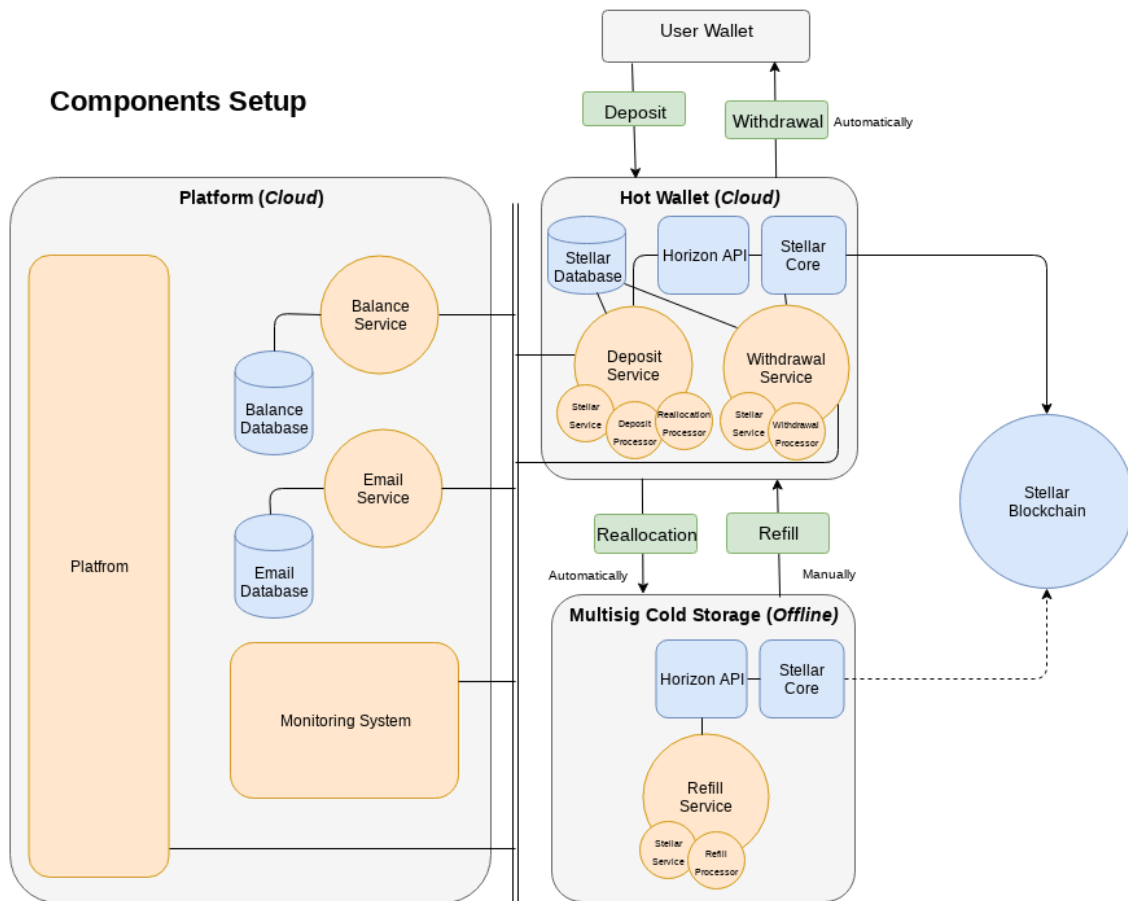 User Wallet
Components Setup
Deposit
Withdrawal
Automatically
Platform (Cloud)
Platfrom
Balance
Service
Balance
Database
Email
Service
Email
Database
Monitoring System
Hot Wallet (Cloud)
Stellar
Database
Horizon API
Stellar
Core
Deposit
Service
Stellar
Service
Deposit
Processor
Reallocation
Processor
Withdrawal
Service
Stellar
Service
Withdrawal
Processor
Stellar
Blockchain
Reallocation
Automatically
Refill
Manually
Multisig Cold Storage (Offline)
Horizon API
Stellar
Core
Refill
Service
Stellar
Service
Refill
Processor